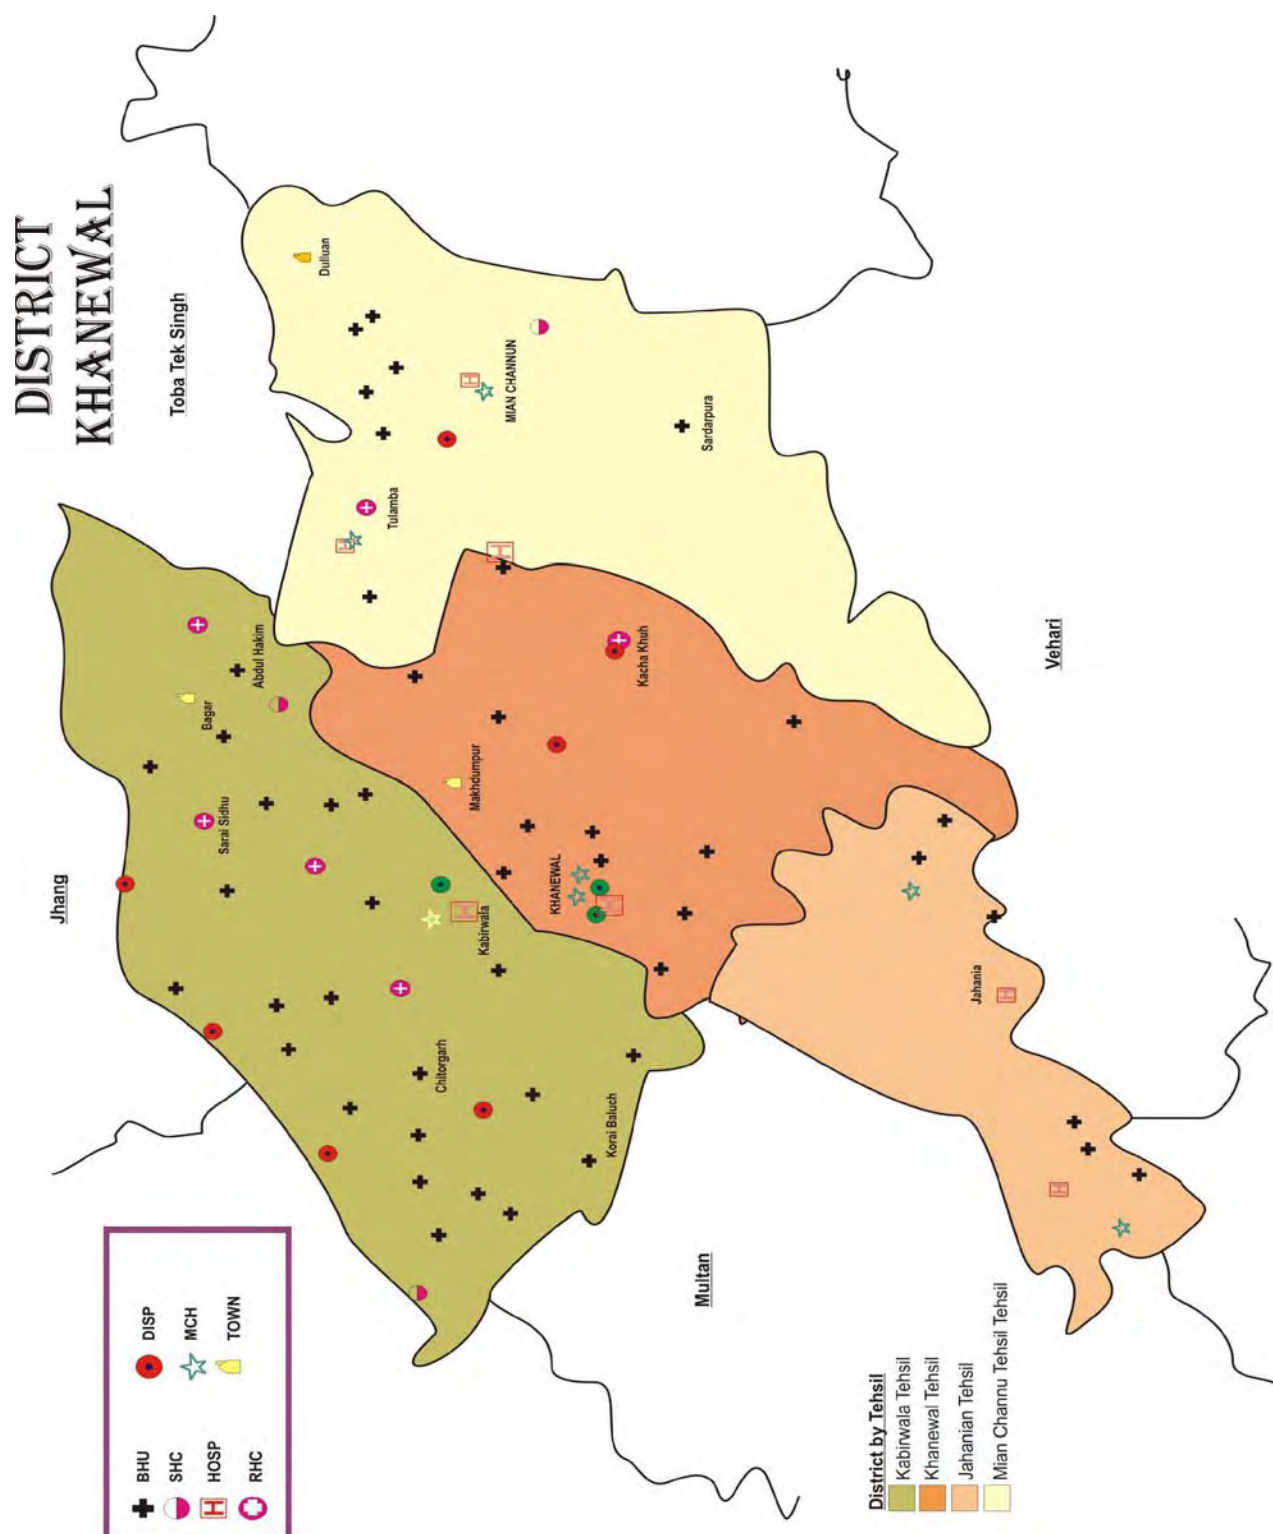 DISTRICT
KHANEWAL
Toba Tek Singh
Jhang
Dulluan
MIAN CHANNUN
Sardarpura
Tulamba
Abdul Hakim
Bagar
Sarai Sidhu
Kacha Khuh
Makhdumpur
KHANEWAL
Kabirwala
Chitorgarh
Korai Baluch
Jahania
Vehari
Multan
BHU
DISP
SHC
MCH
HOSP
TOWN
RHC
District by Tehsil
Kabirwala Tehsil
Khanewal Tehsil
Jahanian Tehsil
Mian Channu Tehsil Tehsil